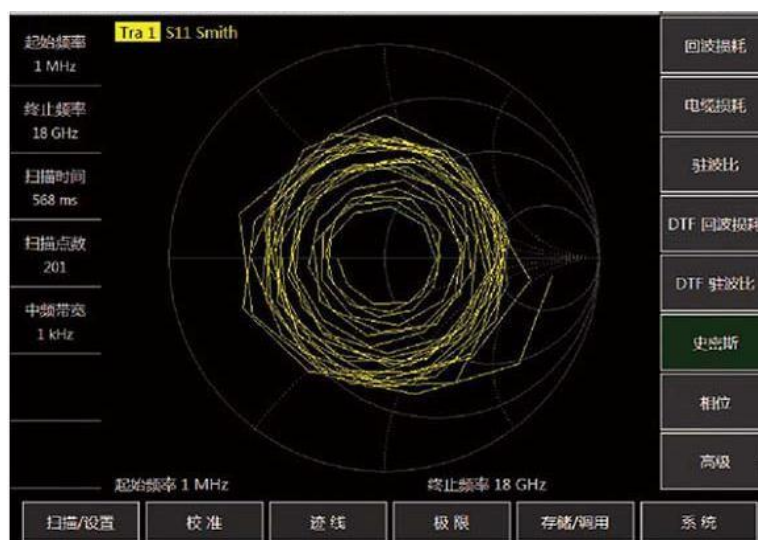 起始频率
1 MHz
终止频率
18 GHz
扫描时间
568 ms
扫描点数
201
中频带宽
1 kHz
Tra 1 S11 Smith
起始频率 1 MHz
终止频率 18 GHz
回波损耗
电缆损耗
驻波比
DTF 回波损耗
DTF 驻波比
史密斯
相位
高级
扫描/设置
校准
迹线
极限
存储/调用
系统